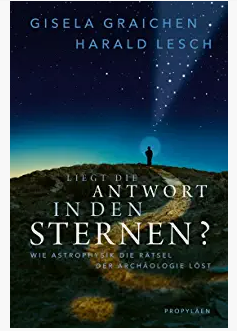 GISELA GRAICHEN
HARALD LESCH
LIEGT DIE
ANTWORT
IN DEN
STERNEN?
WIE ASTROPHYSIK DIE RÄTSEL
DER ARCHÄOLOGIE LÖST
PROPYLÄEN